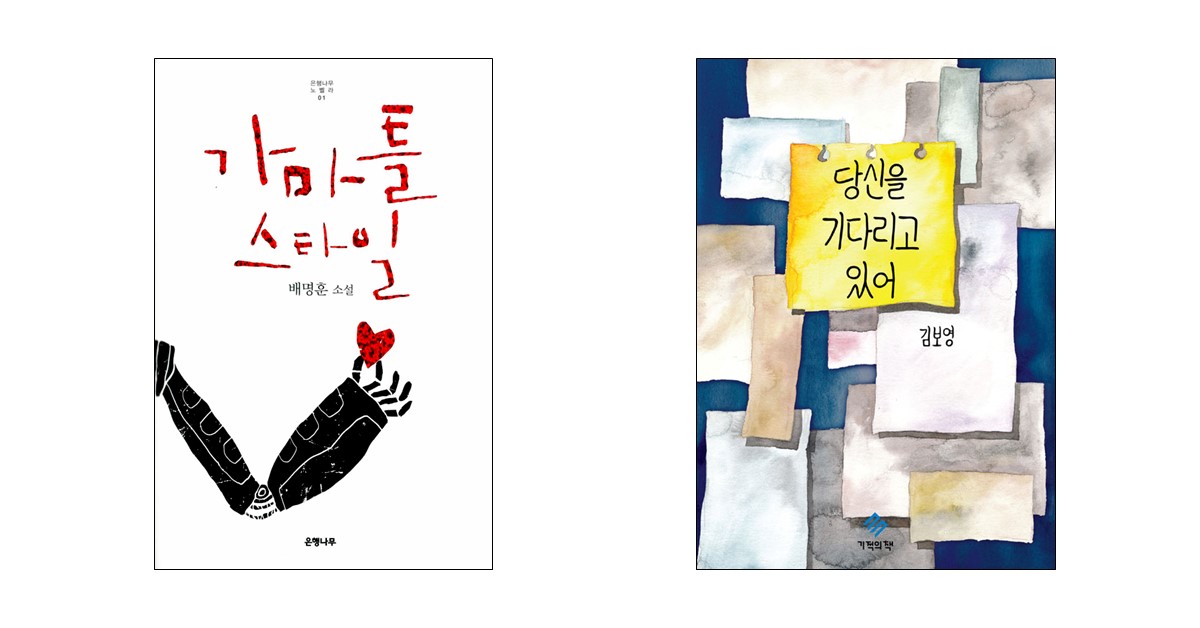 은행나무
노벨라
01
가마틀
스타일
배명훈 소설
은행나무
당신을
기다리고
있어
김보영
기적의책